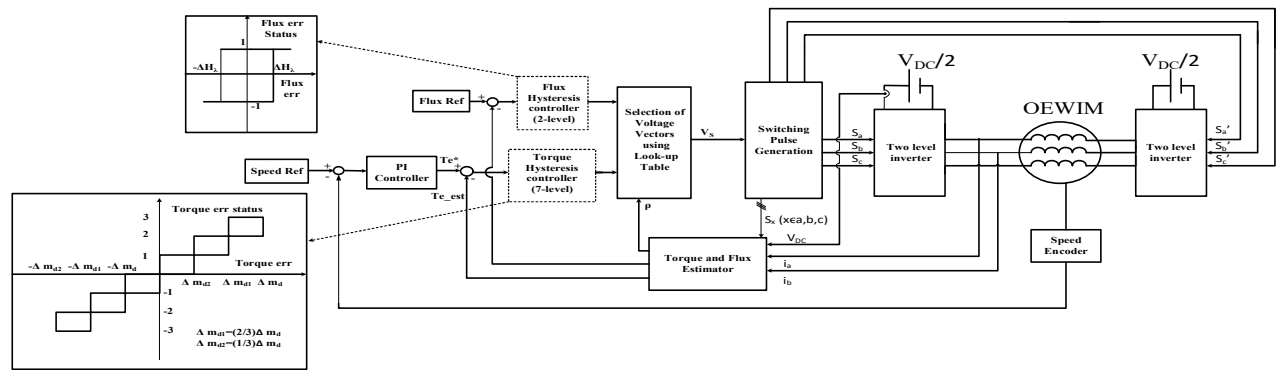 Flux err
Status
1
-ΔHλ
ΔHλ
Flux
err
-1
Flux Ref
+
-
Flux
Hysteresis
controller
(2-level)
Selection of
Voltage
Vectors
using
Look-up
Table
Vs
Switching
Pulse
Generation
VDC/2
VDC/2
OEWIM
Sa
Sb
Sc
Two level
inverter
Two level
inverter
Sa'
Sb'
Sc'
Speed Ref
+
-
PI
Controller
Te*
+
-
Te_est
Torque
Hysteresis
controller
(7-level)
ρ
Sx (xϵa,b,c)
VDC
Torque and Flux
Estimator
ia
ib
Speed
Encoder
Torque err status
3
2
1
-Δ md2 -Δ md1 -Δ md
Torque err
Δ md2 Δ md1 Δ md
-1
-2
-3
Δ md1=(2/3)Δ md
Δ md2=(1/3)Δ md